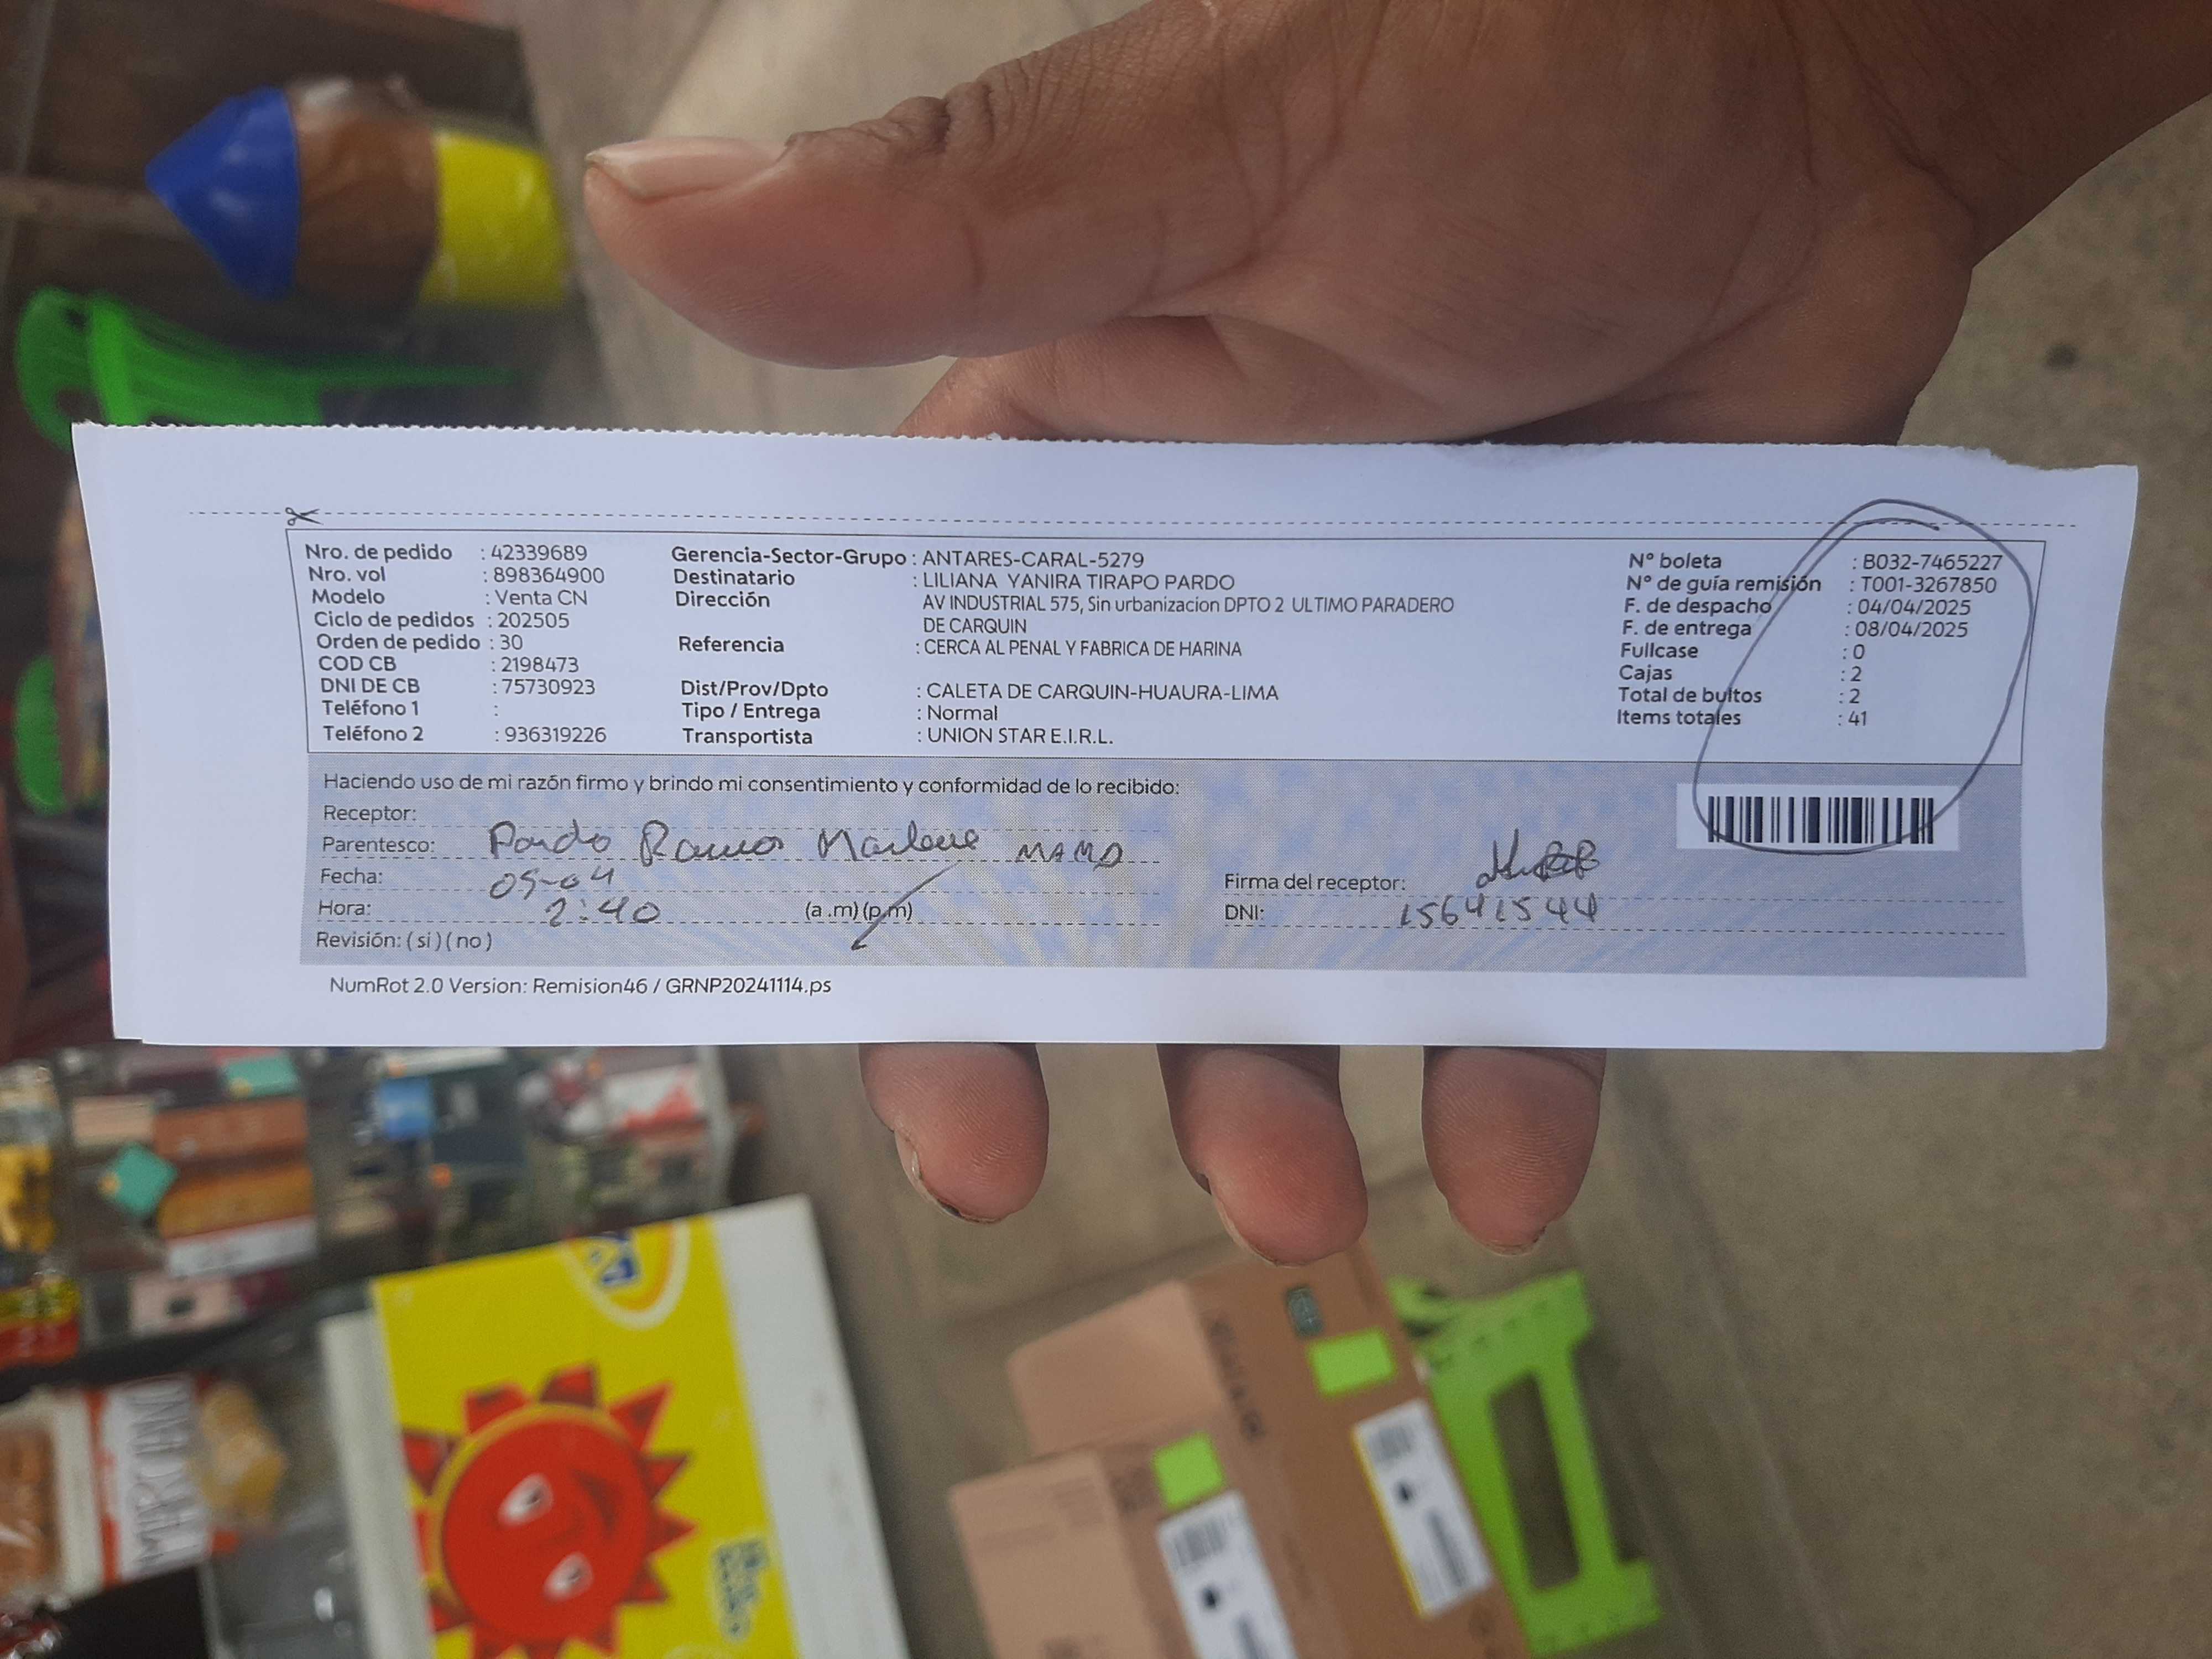 Nro. de pedido : 42339689
Nro. vol : 898364900
Modelo : Venta CN
Ciclo de pedidos : 202505
Orden de pedido : 30
COD CB : 2198473
DNI DE CB : 75730923
Teléfono 1 :
Teléfono 2 : 936319226
Gerencia-Sector-Grupo : ANTARES-CARAL-5279
Destinatario : LILIANA YANIRA TIRAPO PARDO
Dirección AV INDUSTRIAL 575, Sin urbanizacion DPTO 2 ULTIMO PARADERO
DE CARQUIN
Referencia : CERCA AL PENAL Y FABRICA DE HARINA
Dist/Prov/Dpto : CALETA DE CARQUIN-HUAURA-LIMA
Tipo / Entrega : Normal
Transportista : UNION STAR E.I.R.L.
Nº boleta : B032-7465227
Nº de guía remisión : T001-3267850
F. de despacho : 04/04/2025
F. de entrega : 08/04/2025
Fullcase : 0
Cajas : 2
Total de bultos : 2
Items totales : 41
Haciendo uso de mi razón firmo y brindo mi consentimiento y conformidad de lo recibido:
Receptor:
Parentesco: Pardo Ramos Marlene MAMA
Fecha: 05-04
Hora: 2:40 (a.m) (p.m)
Revisión: ( si ) ( no )
Firma del receptor:
DNI: 15641544
NumRot 2.0 Version: Remision46 / GRNP20241114.ps